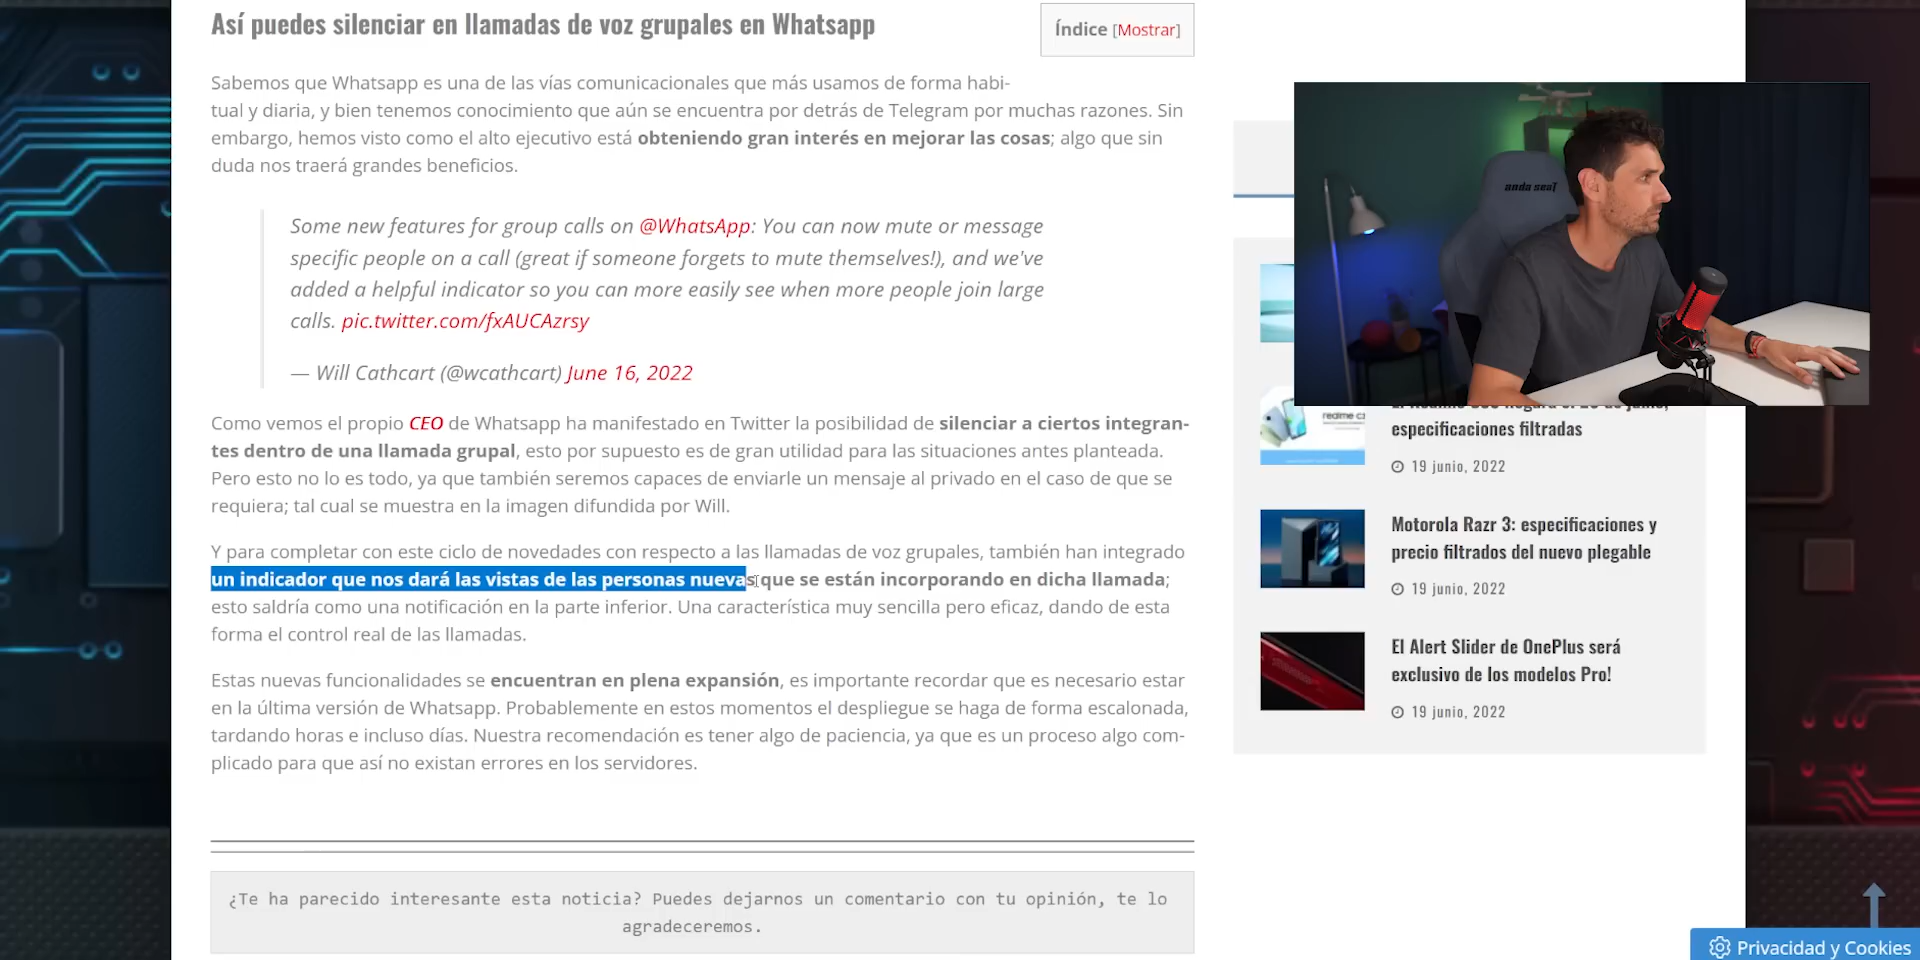 Así puedes silenciar en llamadas de voz grupales en Whatsapp
Índice [Mostrar]
Sabemos que Whatsapp es una de las vías comunicacionales que más usamos de forma habi-
tual y diaria, y bien tenemos conocimiento que aún se encuentra por detrás de Telegram por muchas razones. Sin
embargo, hemos visto como el alto ejecutivo está obteniendo gran interés en mejorar las cosas; algo que sin
duda nos traerá grandes beneficios.
Some new features for group calls on @WhatsApp: You can now mute or message
specific people on a call (great if someone forgets to mute themselves!), and we've
added a helpful indicator so you can more easily see when more people join large
calls. pic.twitter.com/fxAUCAzrsy
— Will Cathcart (@wcathcart) June 16, 2022
Como vemos el propio CEO de Whatsapp ha manifestado en Twitter la posibilidad de silenciar a ciertos integran-
tes dentro de una llamada grupal, esto por supuesto es de gran utilidad para las situaciones antes planteada.
Pero esto no lo es todo, ya que también seremos capaces de enviarle un mensaje al privado en el caso de que se
requiera; tal cual se muestra en la imagen difundida por Will.
Y para completar con este ciclo de novedades con respecto a las llamadas de voz grupales, también han integrado
un indicador que nos dará las vistas de las personas nuevas que se están incorporando en dicha llamada;
esto saldría como una notificación en la parte inferior. Una característica muy sencilla pero eficaz, dando de esta
forma el control real de las llamadas.
Estas nuevas funcionalidades se encuentran en plena expansión, es importante recordar que es necesario estar
en la última versión de Whatsapp. Probablemente en estos momentos el despliegue se haga de forma escalonada,
tardando horas e incluso días. Nuestra recomendación es tener algo de paciencia, ya que es un proceso algo com-
plicado para que así no existan errores en los servidores.
¿Te ha parecido interesante esta noticia? Puedes dejarnos un comentario con tu opinión, te lo
agradeceremos.
anda seaT
realme
especificaciones filtradas
19 junio, 2022
Motorola Razr 3: especificaciones y
precio filtrados del nuevo plegable
19 junio, 2022
El Alert Slider de OnePlus será
exclusivo de los modelos Pro!
19 junio, 2022
Privacidad y Cookies